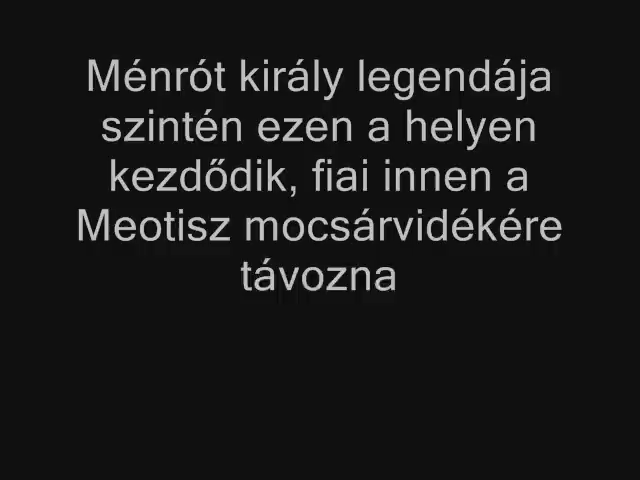 Ménrót király legendája
szintén ezen a helyen
kezdődik, fiai innen a
Meotisz mocsárvidékére
távozna